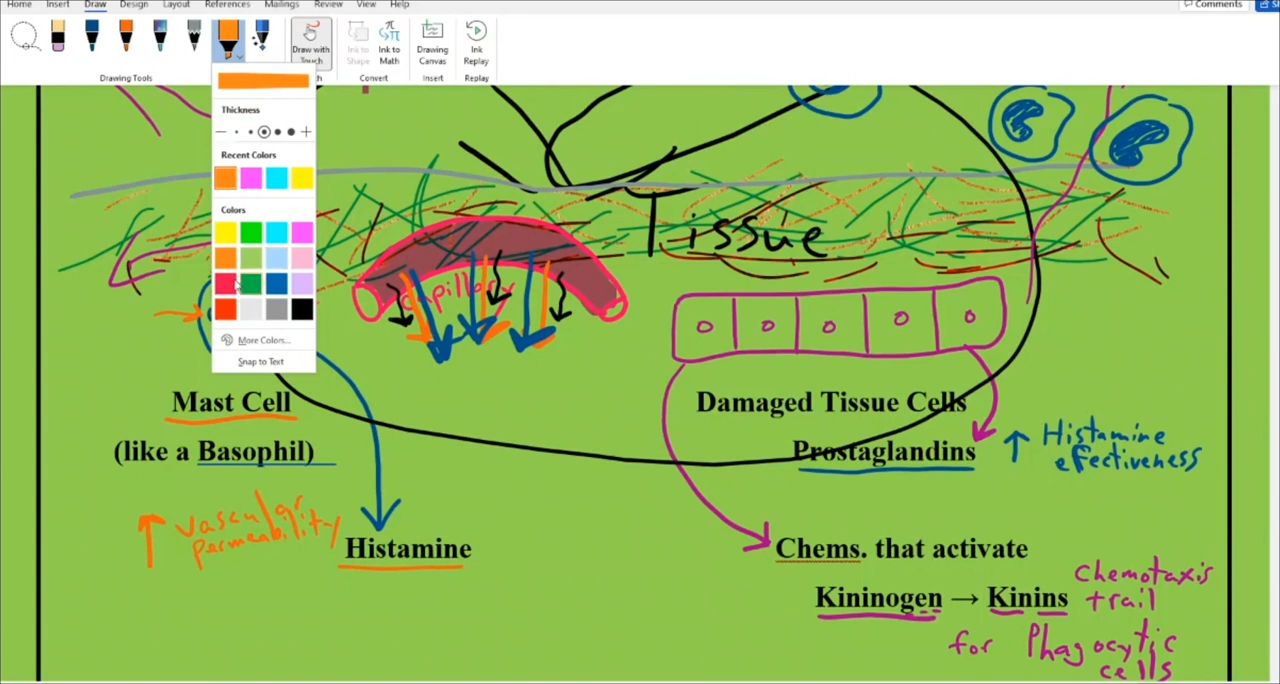 Home Insert Draw Design Layout References Mailings Review View Help
Comments
Draw with Touch
Ink to Shape
Ink to Math
Drawing Canvas
Ink Replay
Drawing Tools
Convert
Insert
Replay
Thickness
Recent Colors
Colors
More Colors...
Snap to Text
Tissue
Capillary
Mast Cell
(like a Basophil)
Damaged Tissue Cells
Prostaglandins
↑ Histamine
effectiveness
↑ vascular
permeability
Histamine
Chems. that activate
Kininogen → Kinins
chemotaxis
trail
for Phagocytic
cells